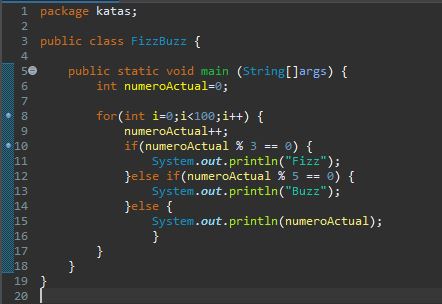 1 package katas;
2
3 public class FizzBuzz {
4
5 public static void main (String[]args) {
6 int numeroActual=0;
7
8 for(int i=0;i<100;i++) {
9 numeroActual++;
10 if(numeroActual % 3 == 0) {
11 System.out.println("Fizz");
12 }else if(numeroActual % 5 == 0) {
13 System.out.println("Buzz");
14 }else {
15 System.out.println(numeroActual);
16 }
17 }
18 }
19 }
20